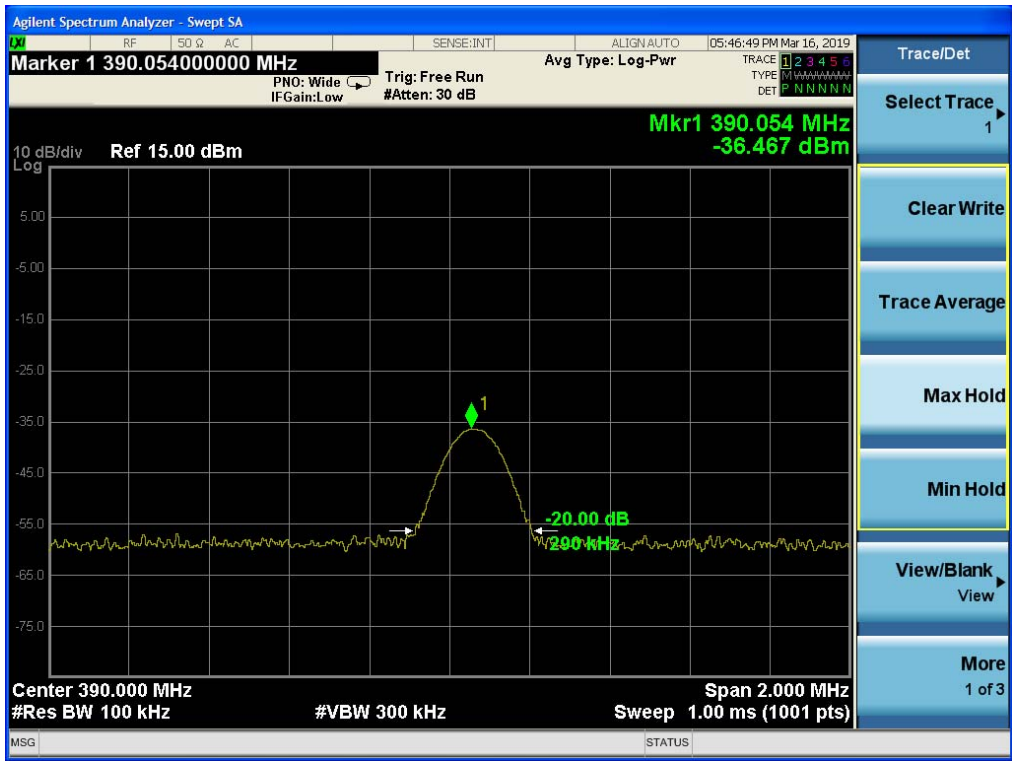 Agilent Spectrum Analyzer - Swept SA
LXI RF 50 Ω AC SENSE:INT ALIGN AUTO 05:46:49 PM Mar 16, 2019
Marker 1 390.054000000 MHz
PNO: Wide
IFGain:Low
Trig: Free Run
#Atten: 30 dB
Avg Type: Log-Pwr
TRACE 1 2 3 4 5 6
TYPE M
DET P N N N N N
Mkr1 390.054 MHz
-36.467 dBm
10 dB/div Ref 15.00 dBm
Log
5.00
-5.00
-15.0
-25.0
-35.0
-45.0
-55.0
-65.0
-75.0
1
-20.00 dB
290 kHz
Center 390.000 MHz
Span 2.000 MHz
#Res BW 100 kHz
#VBW 300 kHz
Sweep 1.00 ms (1001 pts)
MSG
STATUS
Trace/Det
Select Trace
1
Clear Write
Trace Average
Max Hold
Min Hold
View/Blank
View
More
1 of 3